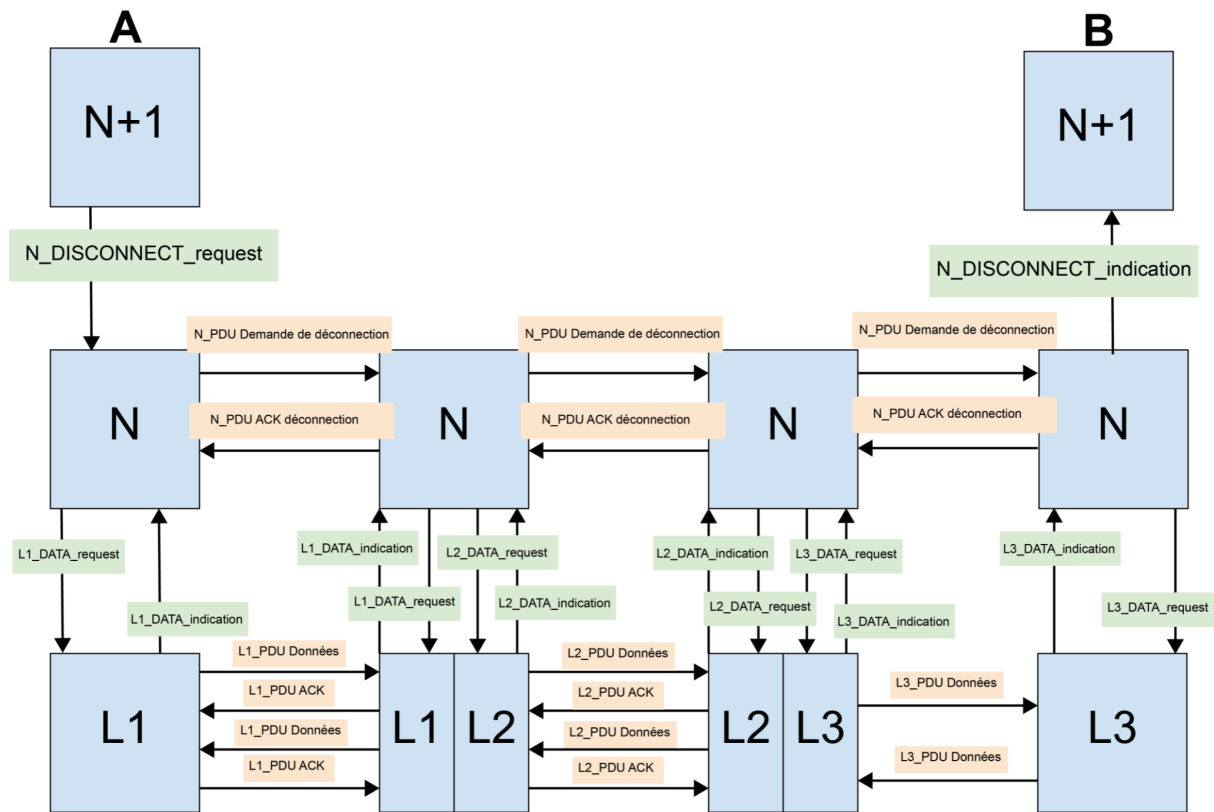 A
B
N+1
N+1
N_DISCONNECT_request
N_DISCONNECT_indication
N_PDU Demande de déconnection
N_PDU Demande de déconnection
N_PDU Demande de déconnection
N
N
N
N
N_PDU ACK déconnection
N_PDU ACK déconnection
N_PDU ACK déconnection
L1_DATA_request
L1_DATA_indication
L2_DATA_request
L2_DATA_indication
L3_DATA_request
L3_DATA_indication
L1_DATA_indication
L1_DATA_request
L2_DATA_indication
L2_DATA_request
L3_DATA_indication
L3_DATA_request
L1_PDU Données
L2_PDU Données
L3_PDU Données
L1_PDU ACK
L2_PDU ACK
L1
L1
L2
L2
L3
L3
L1_PDU Données
L2_PDU Données
L3_PDU Données
L1_PDU ACK
L2_PDU ACK